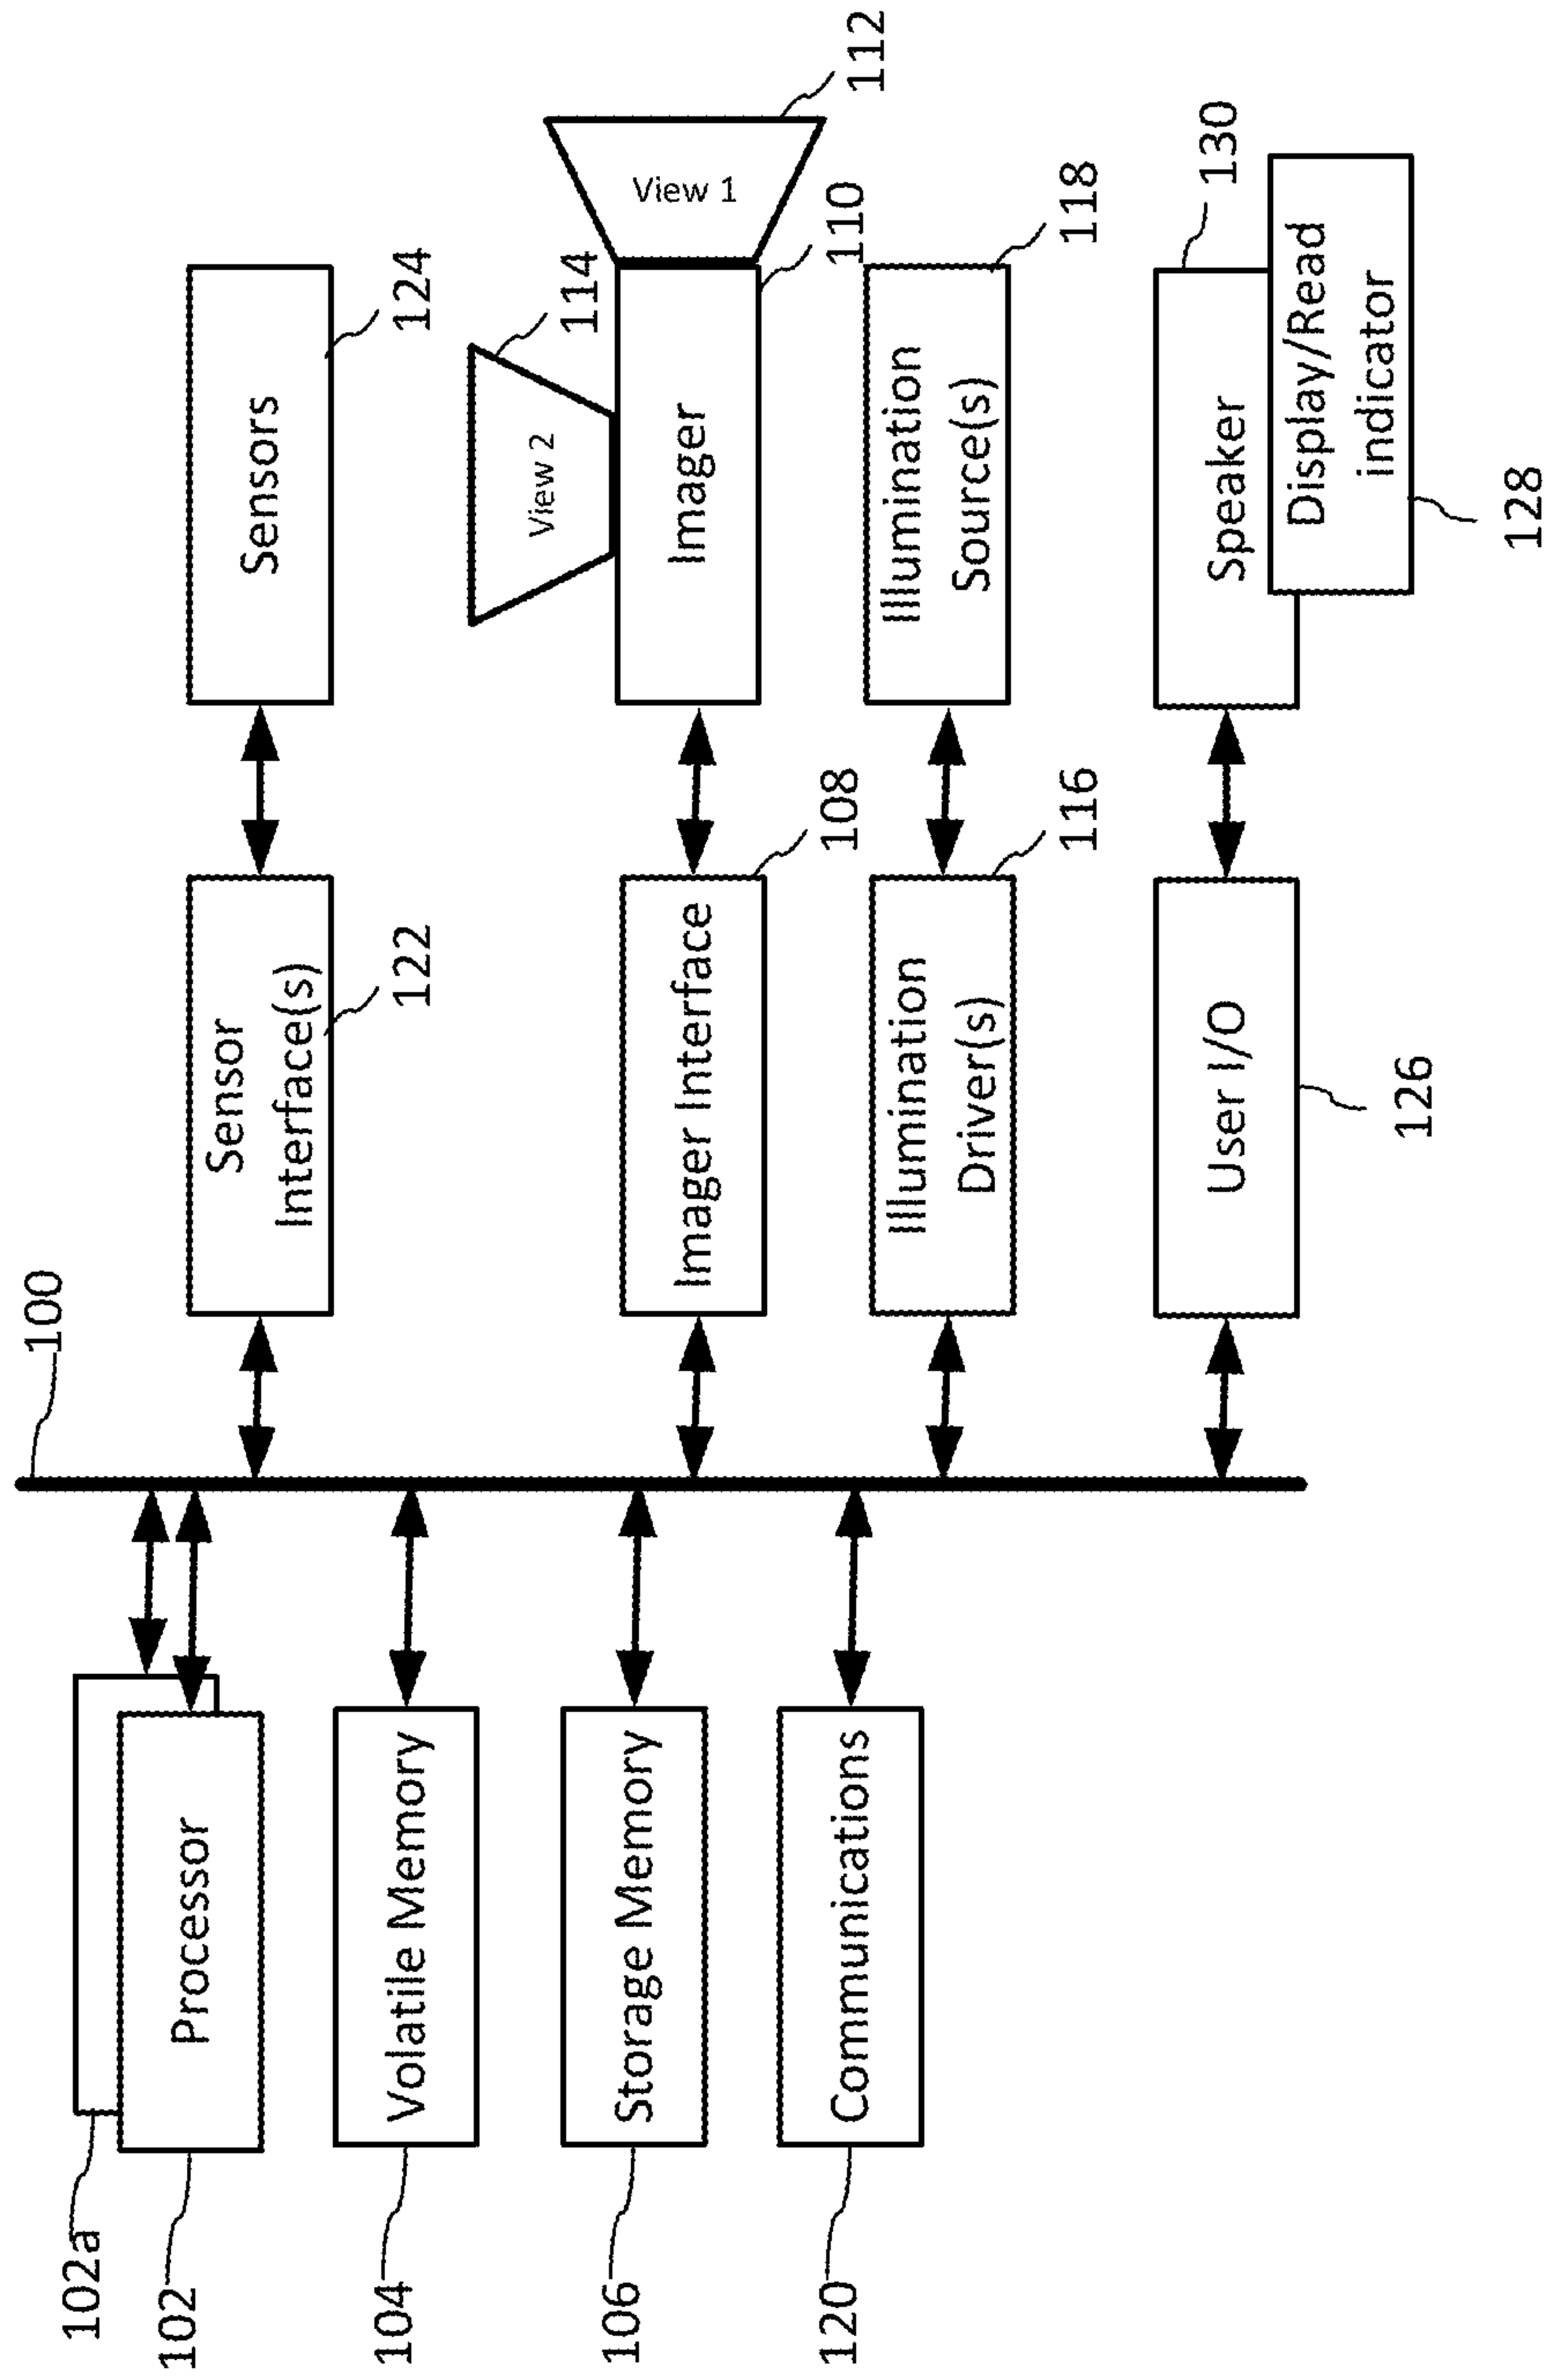 102a
102
Processor
104
Volatile Memory
106
Storage Memory
120
Communications
100
Sensor
Interface(s)
122
Imager Interface
108
Illumination
Driver(s)
116
User I/O
126
Sensors
124
View 2
114
Imager
110
View 1
112
Illumination
Source(s)
118
Speaker
130
Display/Read
indicator
128